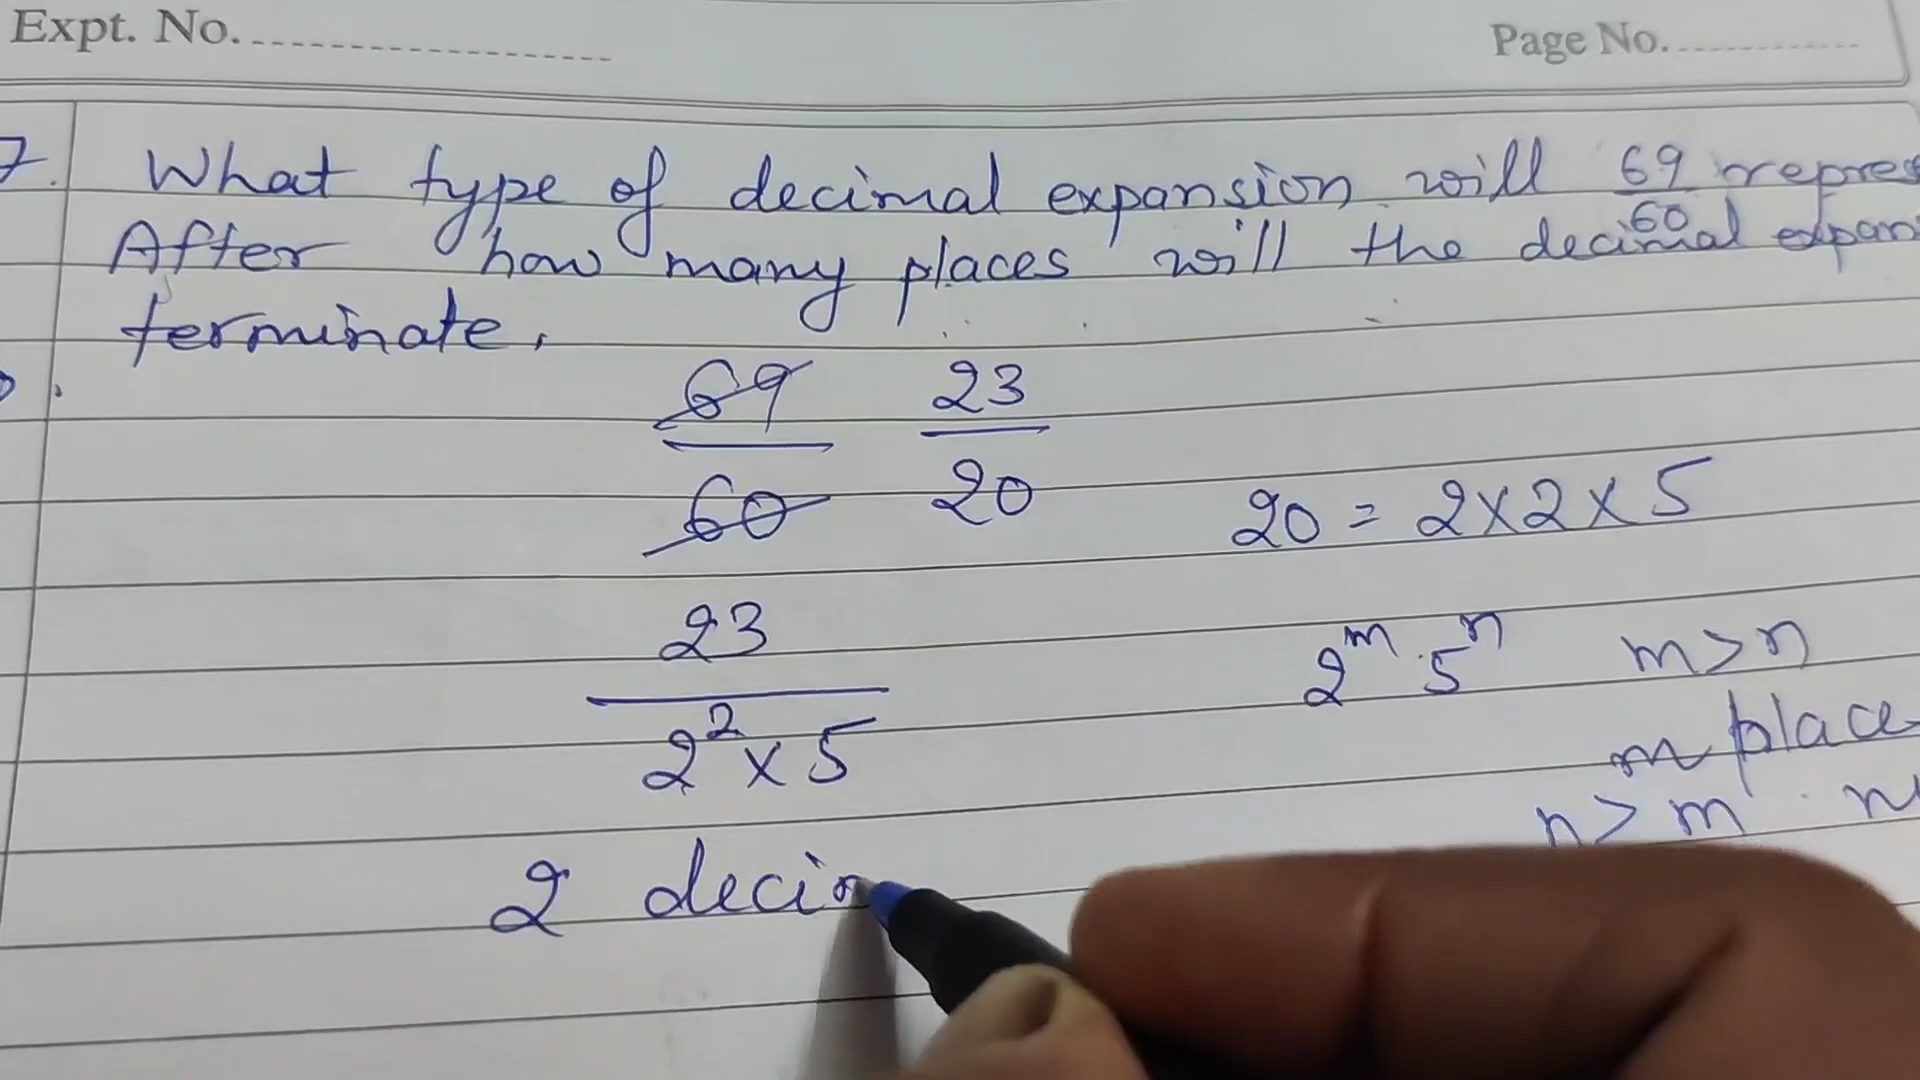 Expt. No.
Page No.
7. What type of decimal expansion will 69/60 repres
After how many places will the decimal expan
terminate.
69/60 23/20
20 = 2×2×5
23/2²×5
2^m · 5^n m>n
m place
n>m n
2 decim